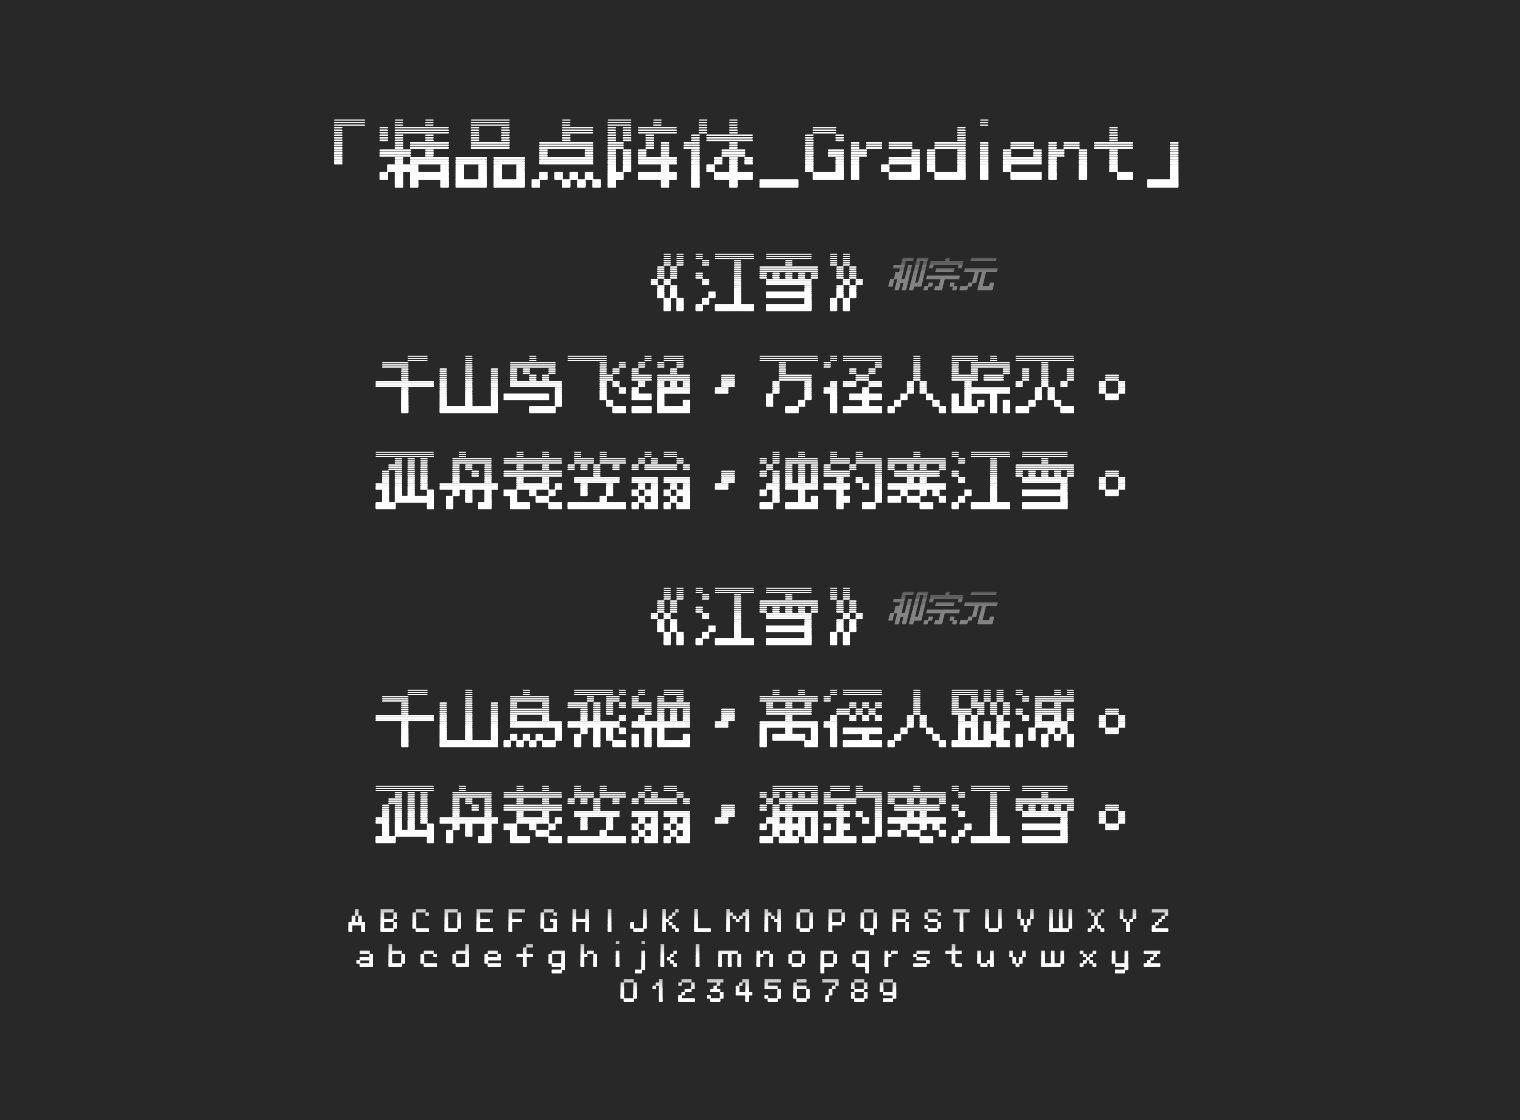 「精品点阵体_Gradient」
《江雪》 柳宗元
千山鸟飞绝，万径人踪灭。
孤舟蓑笠翁，独钓寒江雪。
《江雪》 柳宗元
千山鳥飛絕，萬徑人蹤滅。
孤舟蓑笠翁，獨釣寒江雪。
A B C D E F G H I J K L M N O P Q R S T U V W X Y Z
a b c d e f g h i j k l m n o p q r s t u v w x y z
0 1 2 3 4 5 6 7 8 9